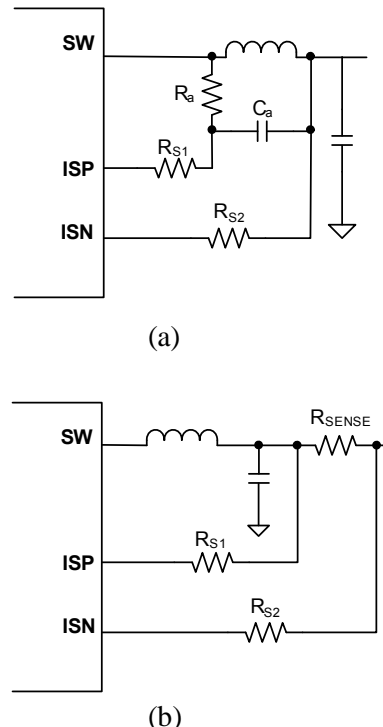 SW
Ra
Ca
RS1
ISP
ISN
RS2
(a)
RSENSE
SW
RS1
ISP
RS2
ISN
(b)